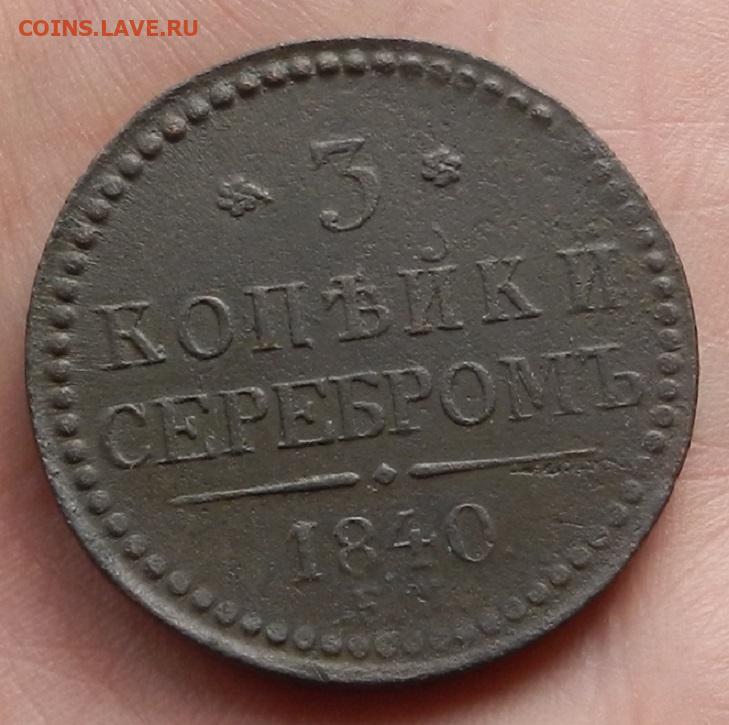 COINS.LAVE.RU
3
КОПѢЙКИ
СЕРЕБРОМЪ
1840